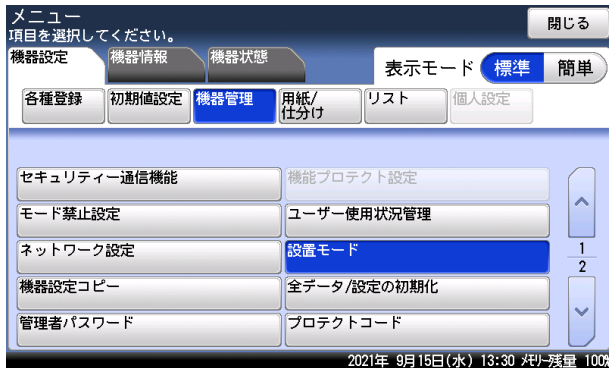 メニュー
項目を選択してください。
閉じる
機器設定
機器情報
機器状態
表示モード
標準
簡単
各種登録
初期値設定
機器管理
用紙/
仕分け
リスト
個人設定
セキュリティー通信機能
機能プロテクト設定
モード禁止設定
ユーザー使用状況管理
ネットワーク設定
設置モード
1
2
機器設定コピー
全データ/設定の初期化
管理者パスワード
プロテクトコード
2021年 9月15日(水) 13:30 メモリー残量 100%